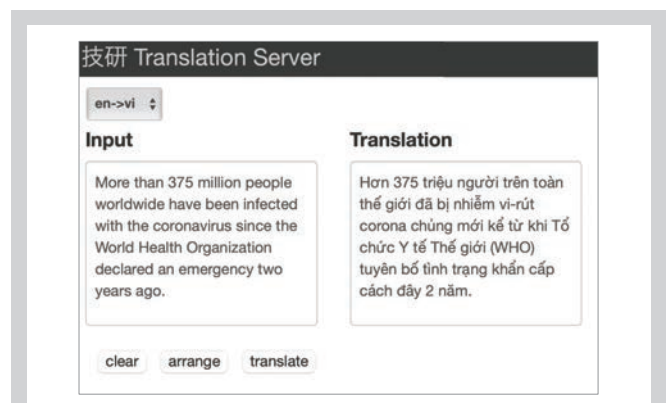 技研 Translation Server
en->vi
Input
More than 375 million people
worldwide have been infected
with the coronavirus since the
World Health Organization
declared an emergency two
years ago.
Translation
Hơn 375 triệu người trên toàn
thế giới đã bị nhiễm vi-rút
corona chủng mới kể từ khi Tổ
chức Y tế Thế giới (WHO)
tuyên bố tình trạng khẩn cấp
cách đây 2 năm.
clear arrange translate